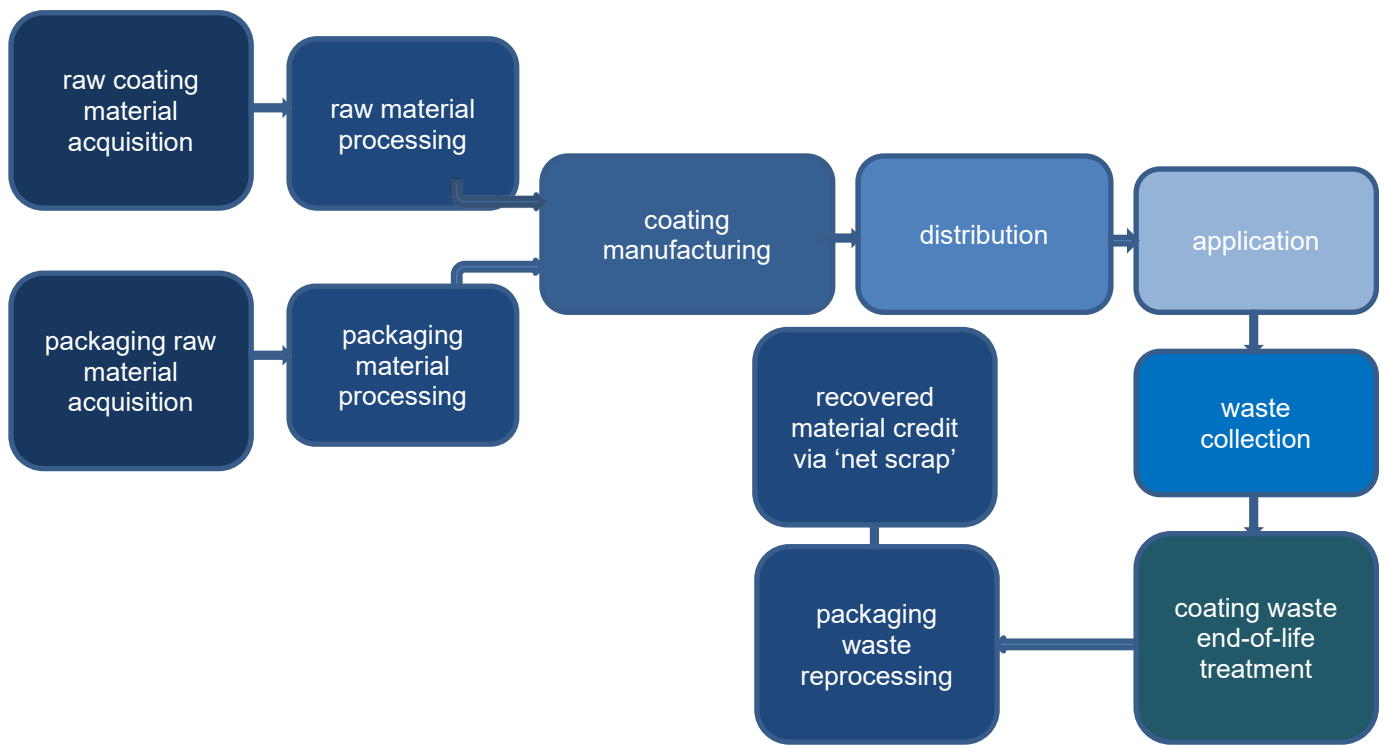 raw coating
material
acquisition
raw material
processing
coating
manufacturing
distribution
application
packaging raw
material
acquisition
packaging
material
processing
recovered
material credit
via ‘net scrap’
waste
collection
packaging
waste
reprocessing
coating waste
end-of-life
treatment